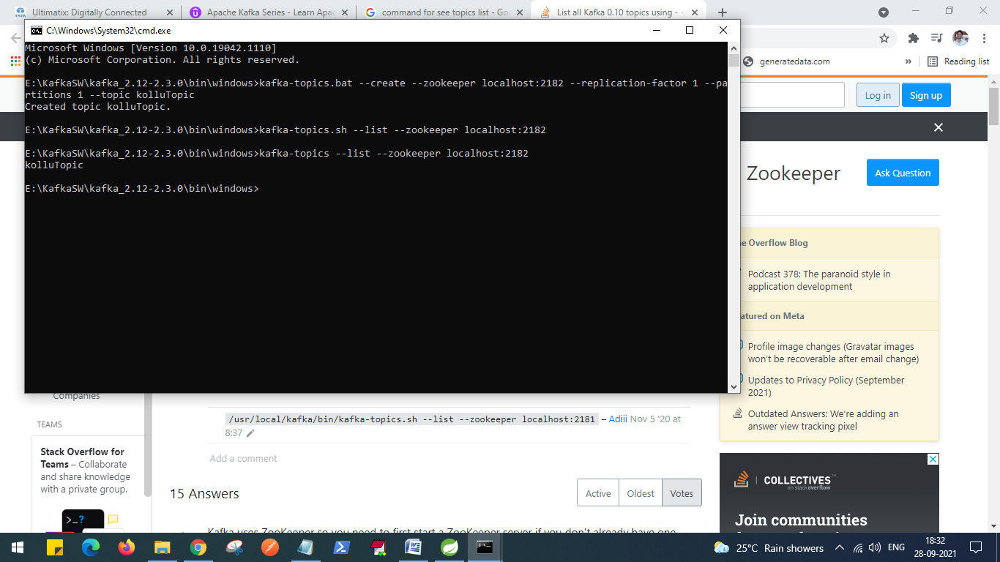 Ultimatix: Digitally Connected
Apache Kafka Series - Learn Apac
command for see topics list - Go
List all Kafka 0.10 topics using -
C:\Windows\System32\cmd.exe
Microsoft Windows [Version 10.0.19042.1110]
(c) Microsoft Corporation. All rights reserved.
E:\KafkaSW\kafka_2.12-2.3.0\bin\windows>kafka-topics.bat --create --zookeeper localhost:2182 --replication-factor 1 --pa
rtitions 1 --topic kolluTopic
Created topic kolluTopic.
E:\KafkaSW\kafka_2.12-2.3.0\bin\windows>kafka-topics.sh --list --zookeeper localhost:2182
E:\KafkaSW\kafka_2.12-2.3.0\bin\windows>kafka-topics --list --zookeeper localhost:2182
kolluTopic
E:\KafkaSW\kafka_2.12-2.3.0\bin\windows>
generatedata.com
»
Reading list
Log in
Sign up
Zookeeper
Ask Question
e Overflow Blog
Podcast 378: The paranoid style in
application development
atured on Meta
Profile image changes (Gravatar images
won't be recoverable after email change)
Updates to Privacy Policy (September
2021)
Outdated Answers: We're adding an
answer view tracking pixel
Companies
TEAMS
Stack Overflow for
Teams – Collaborate
and share knowledge
with a private group.
>_?
/usr/local/kafka/bin/kafka-topics.sh --list --zookeeper localhost:2181 – Adiii Nov 5 '20 at
8:37
Add a comment
15 Answers
Active
Oldest
Votes
Kafka uses ZooKeeper so you need to first start a ZooKeeper server if you don't already have one
COLLECTIVES™
on stackoverflow
Join communities
25°C Rain showers
ENG
18:32
28-09-2021